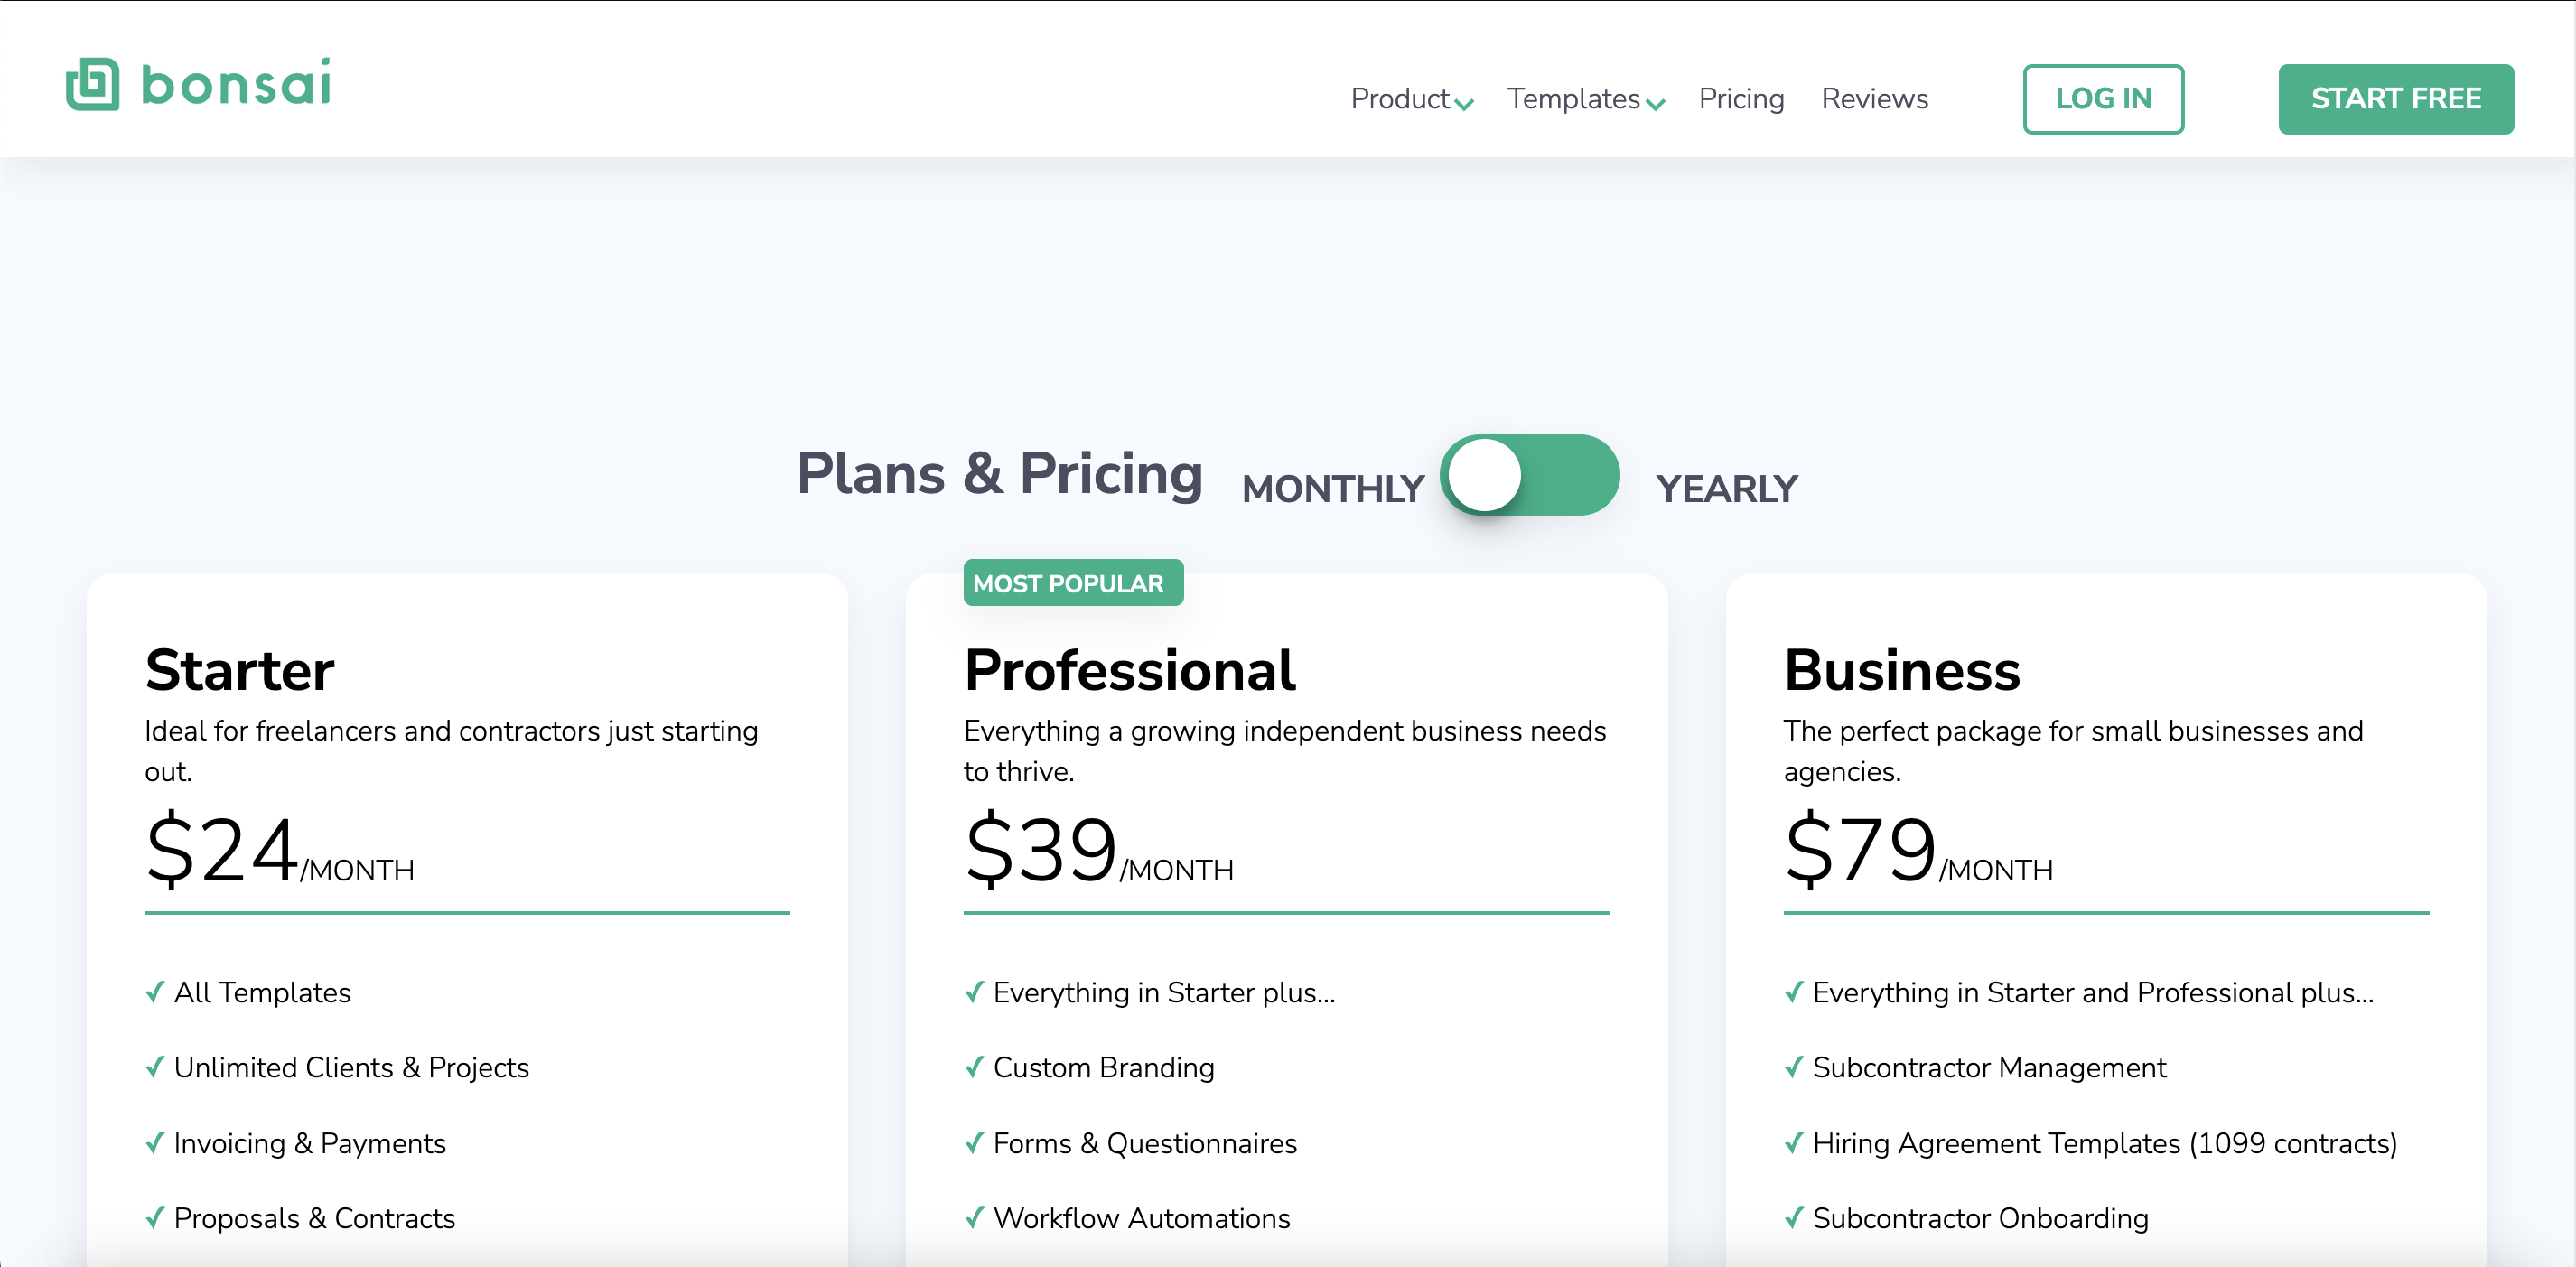 bonsai
Product Templates Pricing Reviews LOG IN START FREE
Plans & Pricing MONTHLY YEARLY
Starter
Ideal for freelancers and contractors just starting
out.
$24/MONTH
✓ All Templates
✓ Unlimited Clients & Projects
✓ Invoicing & Payments
✓ Proposals & Contracts
MOST POPULAR
Professional
Everything a growing independent business needs
to thrive.
$39/MONTH
✓ Everything in Starter plus...
✓ Custom Branding
✓ Forms & Questionnaires
✓ Workflow Automations
Business
The perfect package for small businesses and
agencies.
$79/MONTH
✓ Everything in Starter and Professional plus...
✓ Subcontractor Management
✓ Hiring Agreement Templates (1099 contracts)
✓ Subcontractor Onboarding